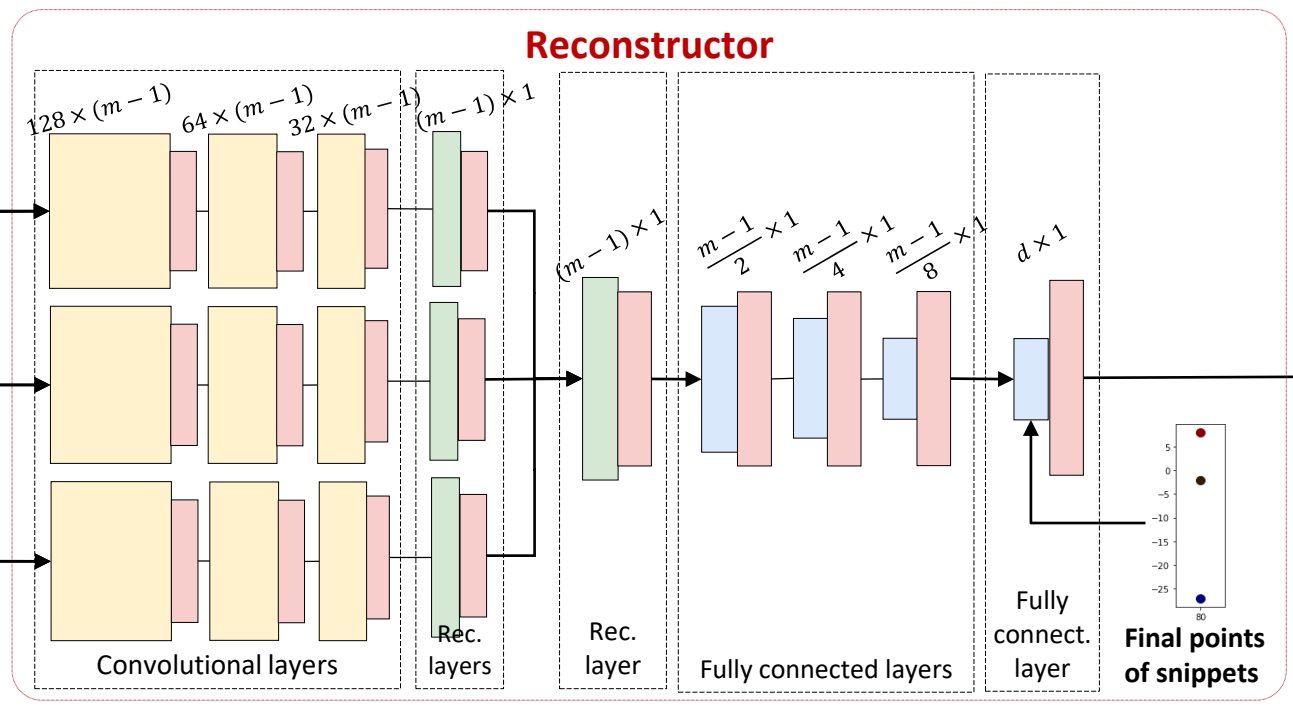 Reconstructor
128 × (m − 1)
64 × (m − 1)
32 × (m − 1)
(m − 1) × 1
(m − 1) × 1
m − 1
2
× 1
m − 1
4
× 1
m − 1
8
× 1
d × 1
5
0
−5
−10
−15
−20
−25
80
Convolutional layers
Rec.
layers
Rec.
layer
Fully connected layers
Fully
connect.
layer
Final points
of snippets